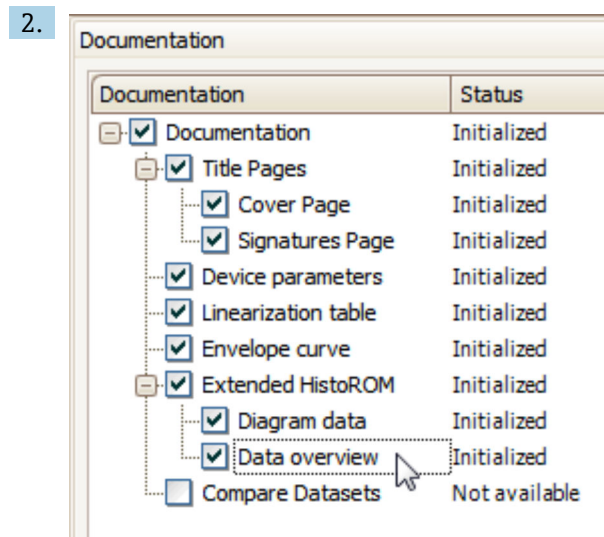 2.
Documentation
Documentation Status
Documentation Initialized
Title Pages Initialized
Cover Page Initialized
Signatures Page Initialized
Device parameters Initialized
Linearization table Initialized
Envelope curve Initialized
Extended HistoROM Initialized
Diagram data Initialized
Data overview Initialized
Compare Datasets Not available